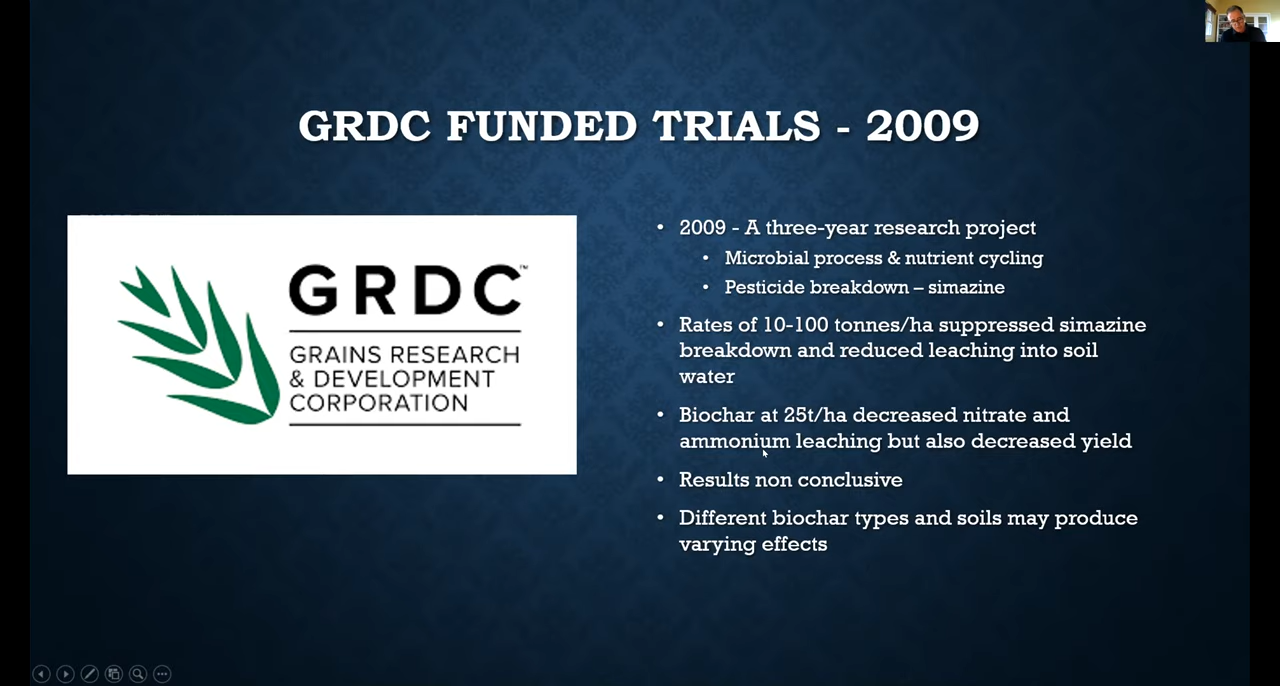 GRDC FUNDED TRIALS - 2009
GRDC™
GRAINS RESEARCH
& DEVELOPMENT
CORPORATION
• 2009 - A three-year research project
• Microbial process & nutrient cycling
• Pesticide breakdown – simazine
• Rates of 10-100 tonnes/ha suppressed simazine
breakdown and reduced leaching into soil
water
• Biochar at 25t/ha decreased nitrate and
ammonium leaching but also decreased yield
• Results non conclusive
• Different biochar types and soils may produce
varying effects